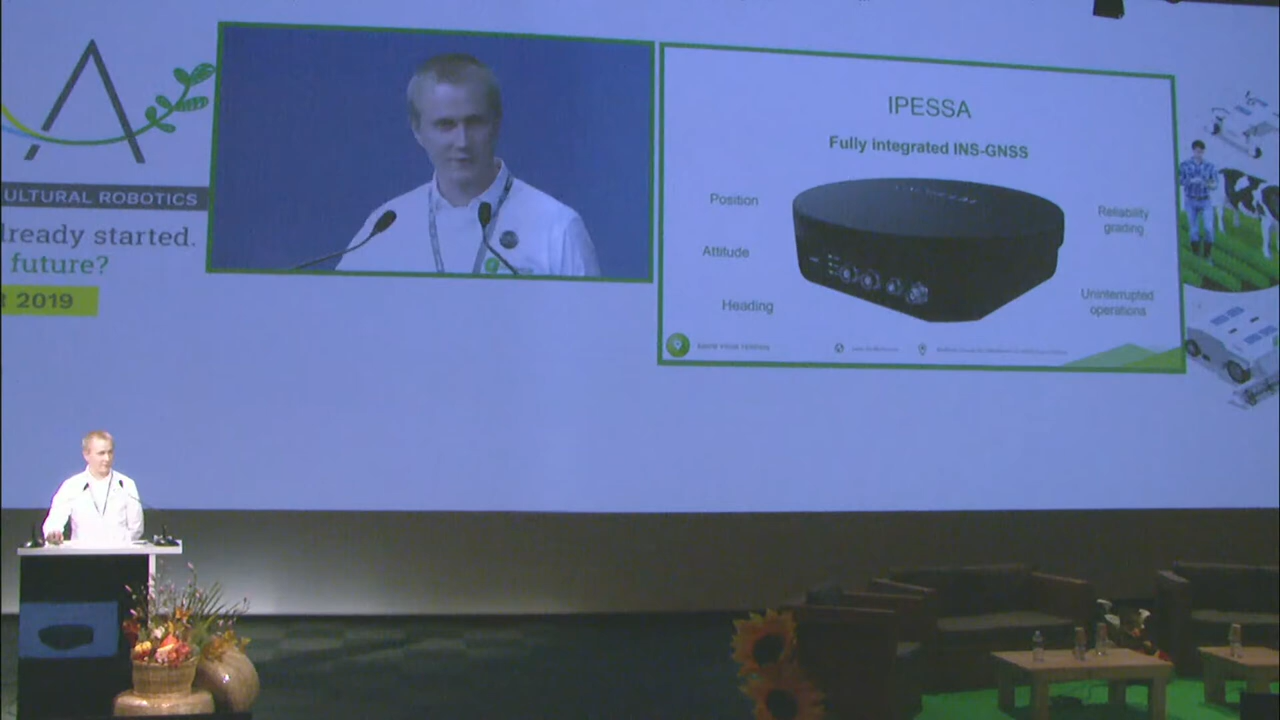 ULTURAL ROBOTICS
lready started.
future?
2019
IPESSA
Fully integrated INS-GNSS
Position
Attitude
Heading
Reliability
grading
Uninterrupted
operations